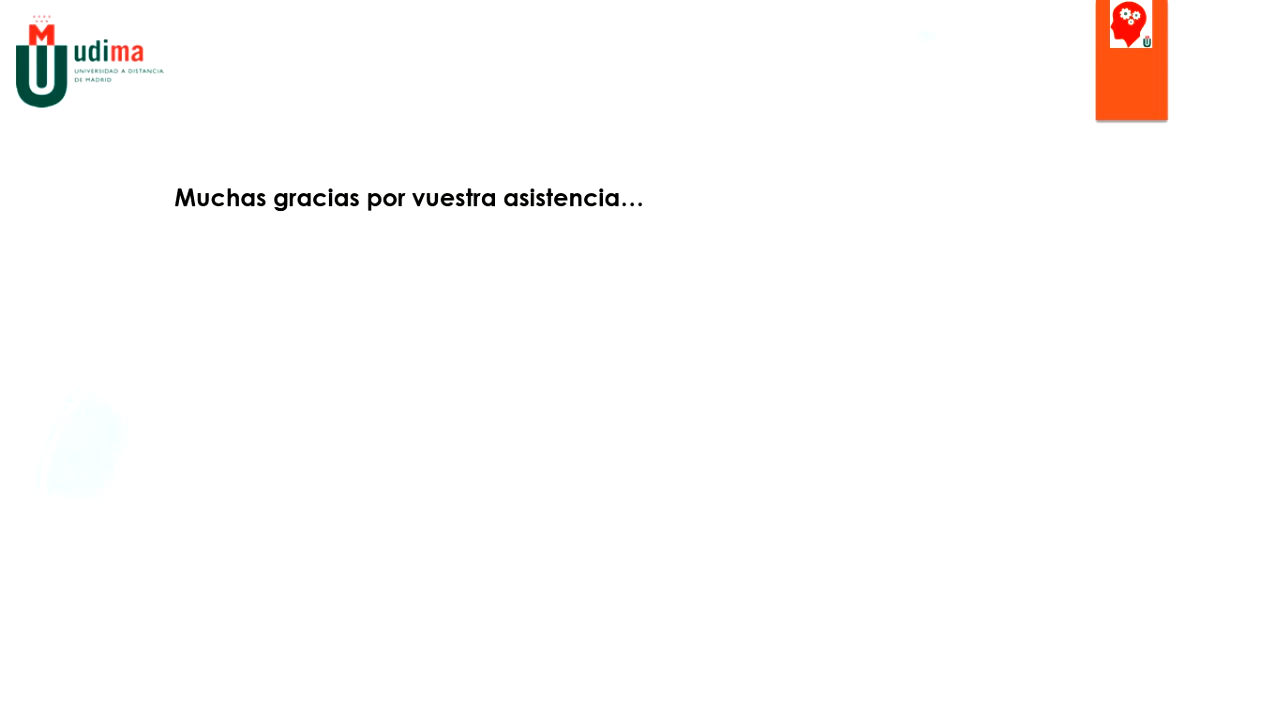 udima
UNIVERSIDAD A DISTANCIA
DE MADRID
Muchas gracias por vuestra asistencia…